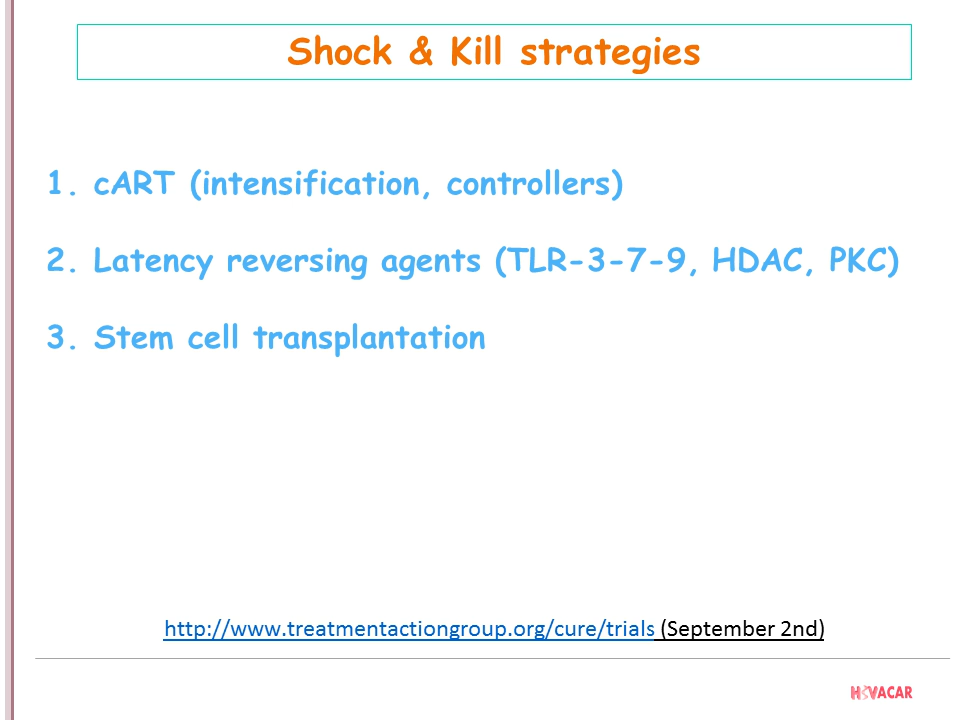 Shock & Kill strategies
1. cART (intensification, controllers)
2. Latency reversing agents (TLR-3-7-9, HDAC, PKC)
3. Stem cell transplantation
http://www.treatmentactiongroup.org/cure/trials (September 2nd)
HIVACAR